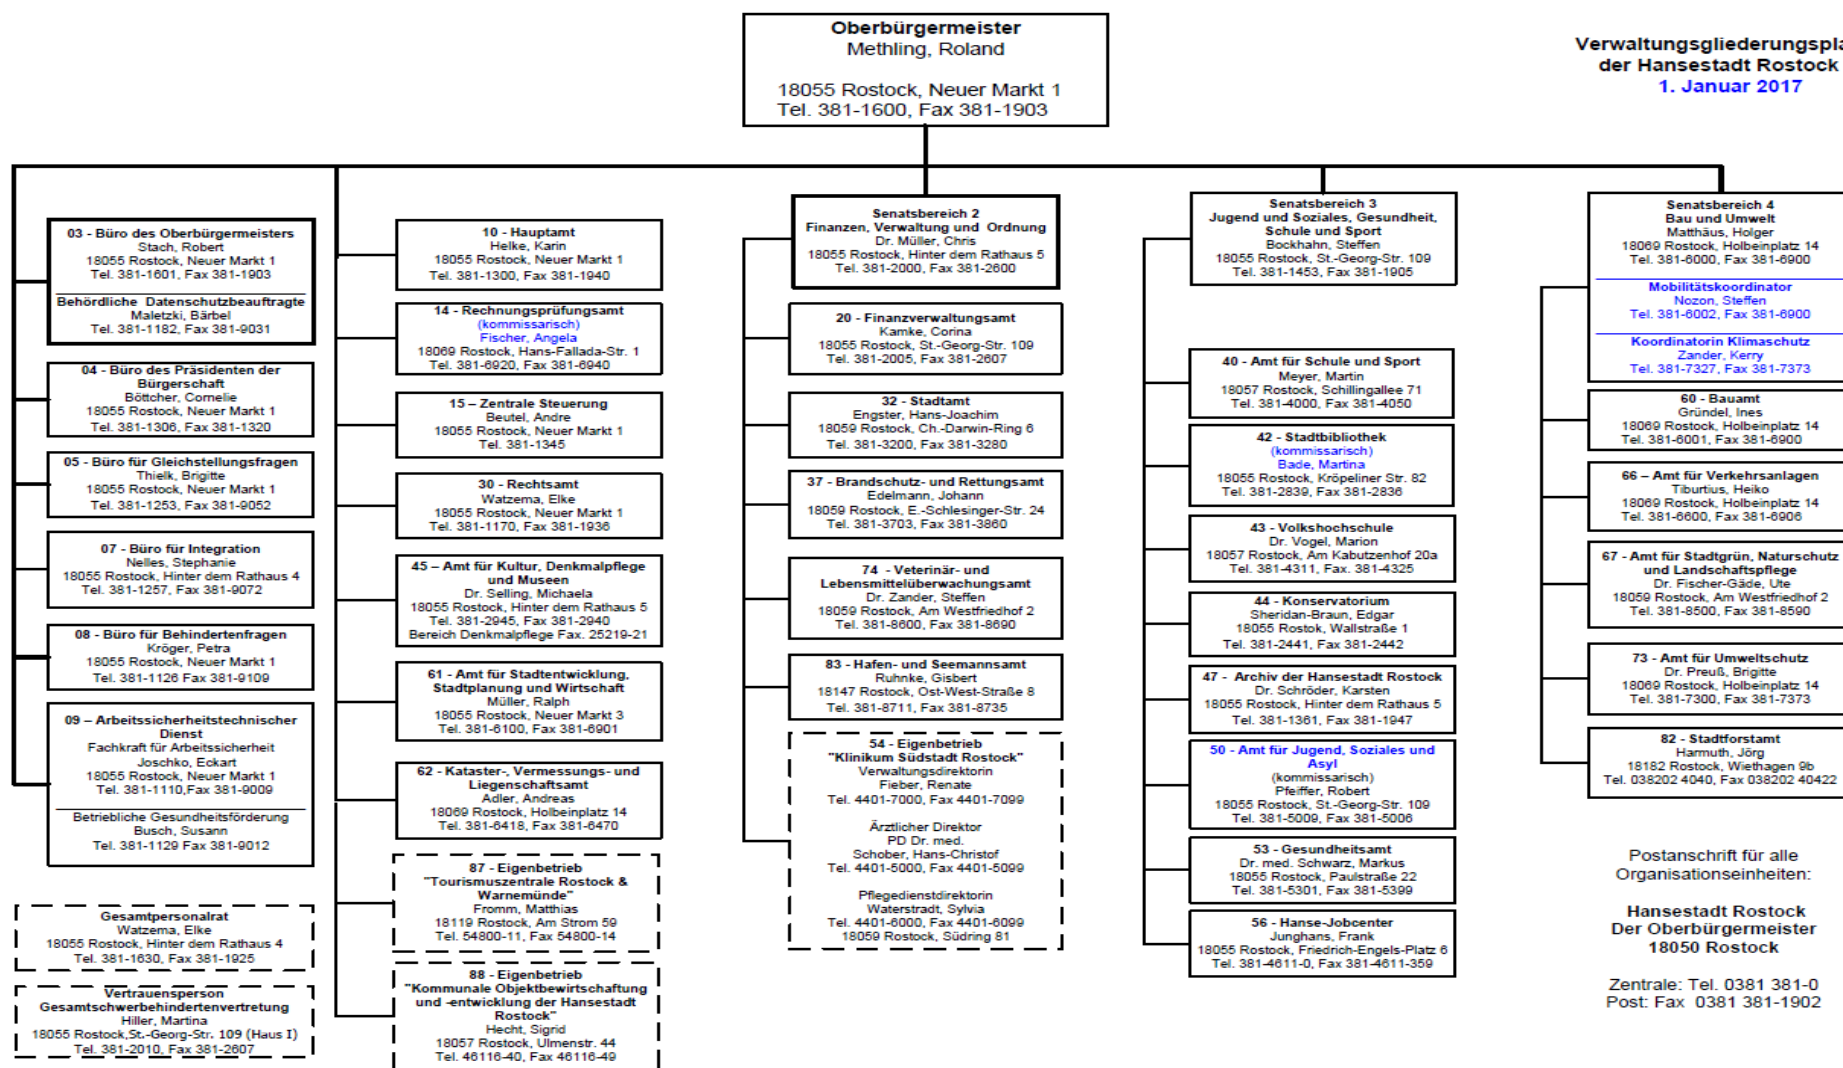 Oberbürgermeister
Methling, Roland
18055 Rostock, Neuer Markt 1
Tel. 381-1600, Fax 381-1903
Verwaltungsgliederungspla
der Hansestadt Rostock
1. Januar 2017
03 - Büro des Oberbürgermeisters
Stach, Robert
18055 Rostock, Neuer Markt 1
Tel. 381-1601, Fax 381-1903
Behördliche Datenschutzbeauftragte
Maletzki, Bärbel
Tel. 381-1182, Fax 381-9031
04 - Büro des Präsidenten der
Bürgerschaft
Böttcher, Cornelie
18055 Rostock, Neuer Markt 1
Tel. 381-1306, Fax 381-1320
05 - Büro für Gleichstellungsfragen
Thielk, Brigitte
18055 Rostock, Neuer Markt 1
Tel. 381-1253, Fax 381-9052
07 - Büro für Integration
Nelles, Stephanie
18055 Rostock, Hinter dem Rathaus 4
Tel. 381-1257, Fax 381-9072
08 - Büro für Behindertenfragen
Kröger, Petra
18055 Rostock, Neuer Markt 1
Tel. 381-1126 Fax 381-9109
09 – Arbeitssicherheitstechnischer
Dienst
Fachkraft für Arbeitssicherheit
Joschko, Eckart
18055 Rostock, Neuer Markt 1
Tel. 381-1110,Fax 381-9009
Betriebliche Gesundheitsförderung
Busch, Susann
Tel. 381-1129 Fax 381-9012
Gesamtpersonalrat
Watzema, Elke
18055 Rostock, Hinter dem Rathaus 4
Tel. 381-1630, Fax 381-1925
Vertrauensperson
Gesamtschwerbehindertenvertretung
Hiller, Martina
18055 Rostock,St.-Georg-Str. 109 (Haus I)
Tel. 381-2010, Fax 381-2607
10 - Hauptamt
Helke, Karin
18055 Rostock, Neuer Markt 1
Tel. 381-1300, Fax 381-1940
14 - Rechnungsprüfungsamt
(kommissarisch)
Fischer, Angela
18069 Rostock, Hans-Fallada-Str. 1
Tel. 381-6920, Fax 381-6940
15 – Zentrale Steuerung
Beutel, Andre
18055 Rostock, Neuer Markt 1
Tel. 381-1345
30 - Rechtsamt
Watzema, Elke
18055 Rostock, Neuer Markt 1
Tel. 381-1170, Fax 381-1936
45 – Amt für Kultur, Denkmalpflege
und Museen
Dr. Selling, Michaela
18055 Rostock, Hinter dem Rathaus 5
Tel. 381-2945, Fax 381-2940
Bereich Denkmalpflege Fax. 25219-21
61 - Amt für Stadtentwicklung,
Stadtplanung und Wirtschaft
Müller, Ralph
18055 Rostock, Neuer Markt 3
Tel. 381-6100, Fax 381-6901
62 - Kataster-, Vermessungs- und
Liegenschaftsamt
Adler, Andreas
18069 Rostock, Holbeinplatz 14
Tel. 381-6418, Fax 381-6470
87 - Eigenbetrieb
"Tourismuszentrale Rostock &
Warnemünde"
Fromm, Matthias
18119 Rostock, Am Strom 59
Tel. 54800-11, Fax 54800-14
88 - Eigenbetrieb
"Kommunale Objektbewirtschaftung
und -entwicklung der Hansestadt
Rostock"
Hecht, Sigrid
18057 Rostock, Ulmenstr. 44
Tel. 46116-40, Fax 46116-49
Senatsbereich 2
Finanzen, Verwaltung und Ordnung
Dr. Müller, Chris
18055 Rostock, Hinter dem Rathaus 5
Tel. 381-2000, Fax 381-2600
20 - Finanzverwaltungsamt
Kamke, Corina
18055 Rostock, St.-Georg-Str. 109
Tel. 381-2005, Fax 381-2607
32 - Stadtamt
Engster, Hans-Joachim
18059 Rostock, Ch.-Darwin-Ring 6
Tel. 381-3200, Fax 381-3280
37 - Brandschutz- und Rettungsamt
Edelmann, Johann
18059 Rostock, E.-Schlesinger-Str. 24
Tel. 381-3703, Fax 381-3860
74 - Veterinär- und
Lebensmittelüberwachungsamt
Dr. Zander, Steffen
18059 Rostock, Am Westfriedhof 2
Tel. 381-8600, Fax 381-8690
83 - Hafen- und Seemannsamt
Ruhnke, Gisbert
18147 Rostock, Ost-West-Straße 8
Tel. 381-8711, Fax 381-8735
54 - Eigenbetrieb
"Klinikum Südstadt Rostock"
Verwaltungsdirektorin
Fieber, Renate
Tel. 4401-7000, Fax 4401-7099
Ärztlicher Direktor
PD Dr. med.
Schober, Hans-Christof
Tel. 4401-5000, Fax 4401-5099
Pflegedienstdirektorin
Waterstradt, Sylvia
Tel. 4401-6000, Fax 4401-6099
18059 Rostock, Südring 81
Senatsbereich 3
Jugend und Soziales, Gesundheit,
Schule und Sport
Bockhahn, Steffen
18055 Rostock, St.-Georg-Str. 109
Tel. 381-1453, Fax 381-1905
40 - Amt für Schule und Sport
Meyer, Martin
18057 Rostock, Schillingallee 71
Tel. 381-4000, Fax 381-4050
42 - Stadtbibliothek
(kommissarisch)
Bade, Martina
18055 Rostock, Kröpeliner Str. 82
Tel. 381-2839, Fax 381-2836
43 - Volkshochschule
Dr. Vogel, Marion
18057 Rostock, Am Kabutzenhof 20a
Tel. 381-4311, Fax. 381-4325
44 - Konservatorium
Sheridan-Braun, Edgar
18055 Rostok, Wallstraße 1
Tel. 381-2441, Fax 381-2442
47 - Archiv der Hansestadt Rostock
Dr. Schröder, Karsten
18055 Rostock, Hinter dem Rathaus 5
Tel. 381-1361, Fax 381-1947
50 - Amt für Jugend, Soziales und
Asyl
(kommissarisch)
Pfeiffer, Robert
18055 Rostock, St.-Georg-Str. 109
Tel. 381-5009, Fax 381-5006
53 - Gesundheitsamt
Dr. med. Schwarz, Markus
18055 Rostock, Paulstraße 22
Tel. 381-5301, Fax 381-5399
56 - Hanse-Jobcenter
Junghans, Frank
18055 Rostock, Friedrich-Engels-Platz 6
Tel. 381-4611-0, Fax 381-4611-359
Senatsbereich 4
Bau und Umwelt
Matthäus, Holger
18069 Rostock, Holbeinplatz 14
Tel. 381-6000, Fax 381-6900
Mobilitätskoordinator
Nozon, Steffen
Tel. 381-6002, Fax 381-6900
Koordinatorin Klimaschutz
Zander, Kerry
Tel. 381-7327, Fax 381-7373
60 - Bauamt
Gründel, Ines
18069 Rostock, Holbeinplatz 14
Tel. 381-6001, Fax 381-6900
66 – Amt für Verkehrsanlagen
Tiburtius, Heiko
18069 Rostock, Holbeinplatz 14
Tel. 381-6600, Fax 381-6906
67 - Amt für Stadtgrün, Naturschutz
und Landschaftspflege
Dr. Fischer-Gäde, Ute
18059 Rostock, Am Westfriedhof 2
Tel. 381-8500, Fax 381-8590
73 - Amt für Umweltschutz
Dr. Preuß, Brigitte
18069 Rostock, Holbeinplatz 14
Tel. 381-7300, Fax 381-7373
82 - Stadtforstamt
Harmuth, Jörg
18182 Rostock, Wiethagen 9b
Tel. 038202 4040, Fax 038202 40422
Postanschrift für alle
Organisationseinheiten:
Hansestadt Rostock
Der Oberbürgermeister
18050 Rostock
Zentrale: Tel. 0381 381-0
Post: Fax 0381 381-1902